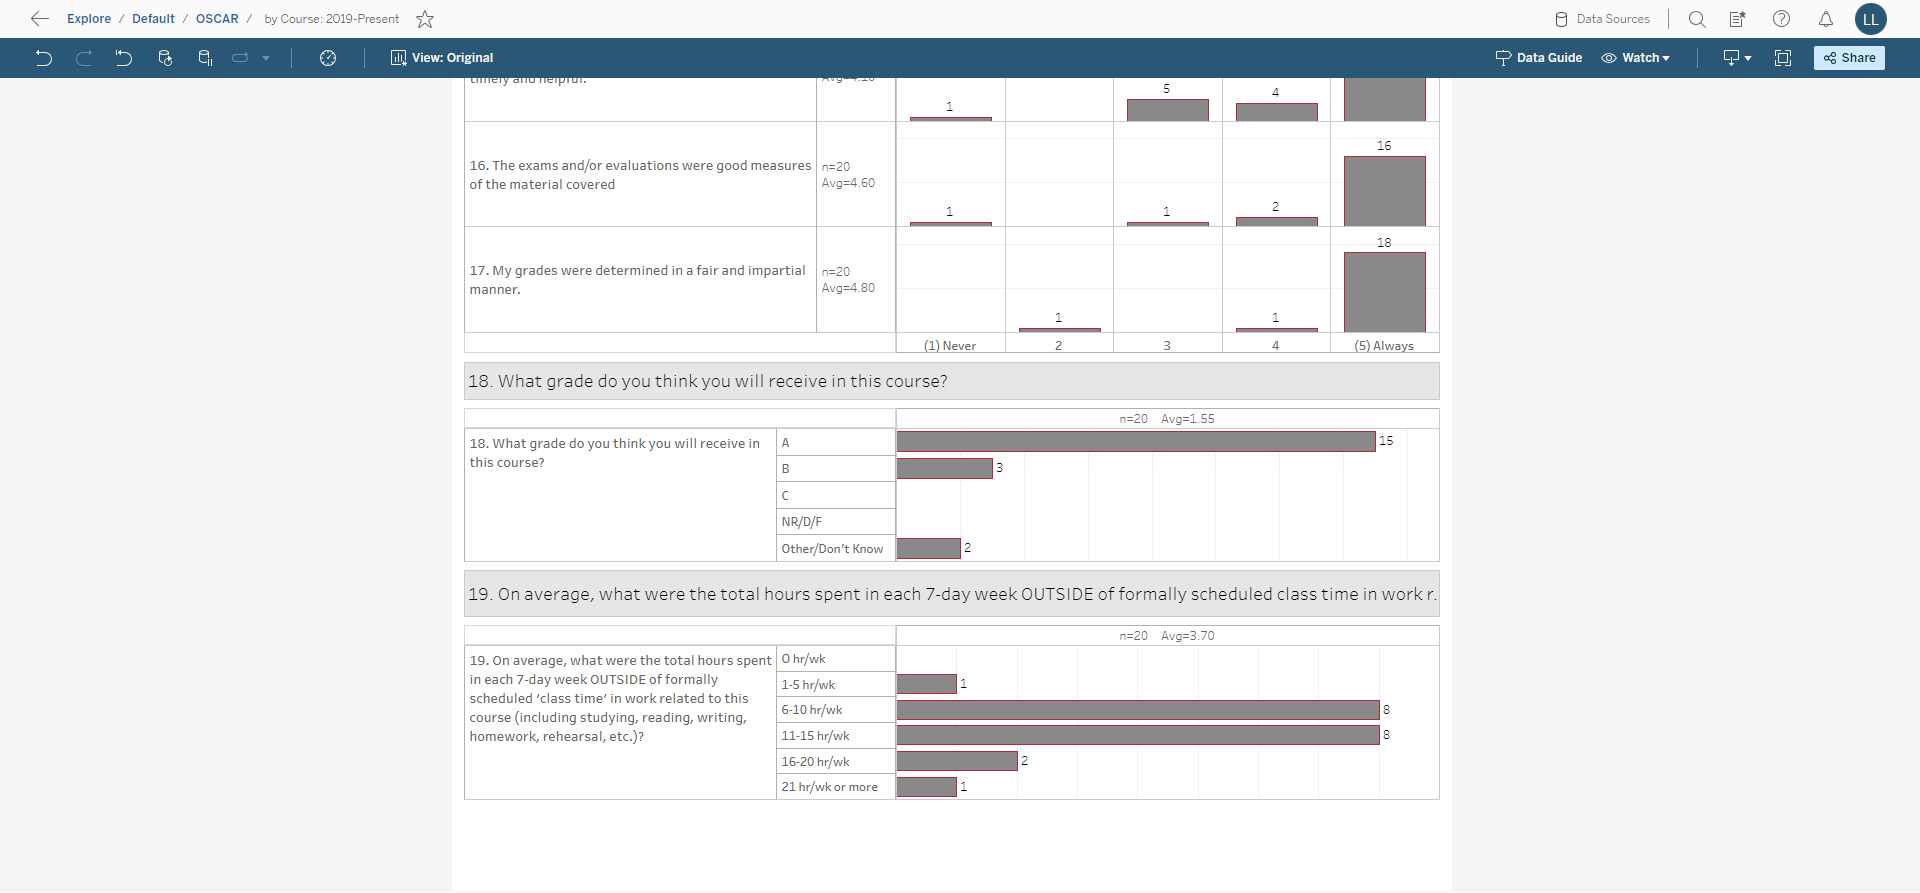 Explore / Default / OSCAR / by Course: 2019-Present
Data Sources
LL
View: Original
Data Guide
Watch
Share
timely and helpful.
1
5
4
16. The exams and/or evaluations were good measures
of the material covered
n=20
Avg=4.60
1
1
2
16
17. My grades were determined in a fair and impartial
manner.
n=20
Avg=4.80
1
1
18
(1) Never
2
3
4
(5) Always
18. What grade do you think you will receive in this course?
n=20 Avg=1.55
18. What grade do you think you will receive in
this course?
A
15
B
3
C
NR/D/F
Other/Don't Know
2
19. On average, what were the total hours spent in each 7-day week OUTSIDE of formally scheduled class time in work r.
n=20 Avg=3.70
19. On average, what were the total hours spent
in each 7-day week OUTSIDE of formally
scheduled 'class time' in work related to this
course (including studying, reading, writing,
homework, rehearsal, etc.)?
0 hr/wk
1-5 hr/wk
1
6-10 hr/wk
8
11-15 hr/wk
8
16-20 hr/wk
2
21 hr/wk or more
1